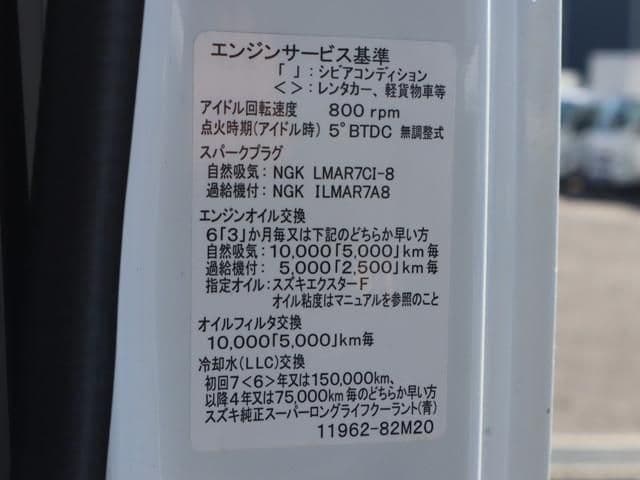 エンジンサービス基準
「 」：シビアコンディション
< >：レンタカー、軽貨物車等
アイドル回転速度 800 rpm
点火時期(アイドル時) 5°BTDC 無調整式
スパークプラグ
自然吸気：NGK LMAR7CI-8
過給機付：NGK ILMAR7A8
エンジンオイル交換
6「3」か月毎又は下記のどちらか早い方
自然吸気：10,000「5,000」km毎
過給機付： 5,000「2,500」km毎
指定オイル：スズキエクスターF
オイル粘度はマニュアルを参照のこと
オイルフィルタ交換
10,000「5,000」km毎
冷却水(LLC)交換
初回7<6>年又は150,000km、
以降4年又は75,000km毎のどちらか早い方
スズキ純正スーパーロングライフクーラント(青)
11962-82M20